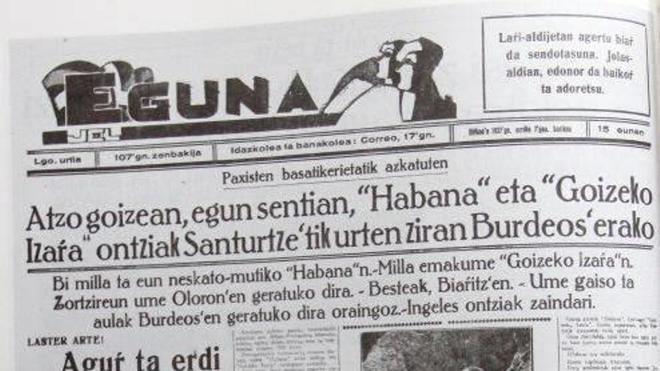 EGUNA
JEL
Laŕi-aldijetan agertu biaŕ
da sendotasuna. Jolas-
aldian, edonor da baikoŕ
ta adoretsu.
Lgo. urtia
107'gn. zenbakija
Idazkolea ta banakolea: Correo, 17'gn.
15 zunen
Paxisten basatikerietatik azkatuten
Atzo goizean, egun sentian, "Habana" eta "Goizeko
Izaŕa" ontziak Santurtze'tik urten ziran Burdeos'erako
Bi milla ta eun neskato-mutiko "Habana"n.-Milla emakume "Goizeko Izaŕa"n.
Zortzireun ume Oloron'en geratuko dira. - Besteak, Biaŕitz'en. - Ume gaiso ta
aulak Burdeos'en geratuko dira oraingoz.-Ingeles ontziak zaindari.
LASTER ARTE!
Aguŕ ta erdi